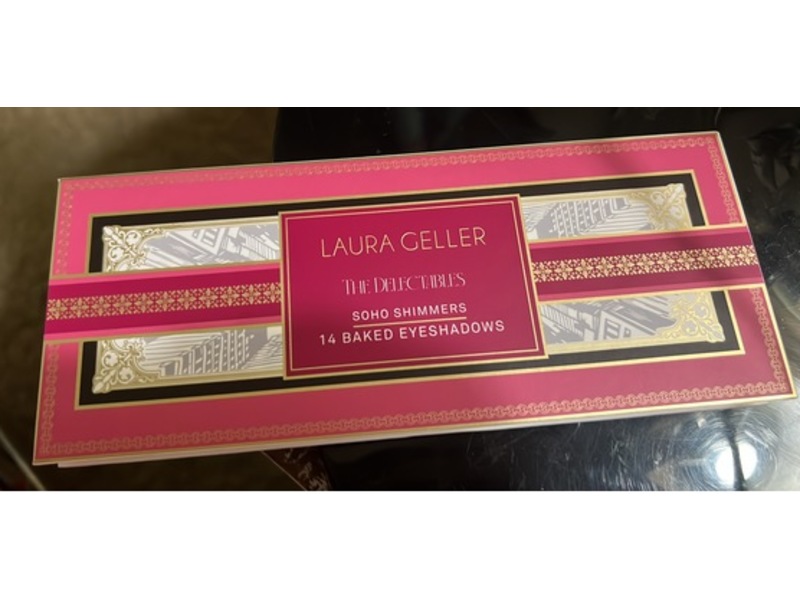 LAURA GELLER
THE DELECTABLES
SOHO SHIMMERS
14 BAKED EYESHADOWS